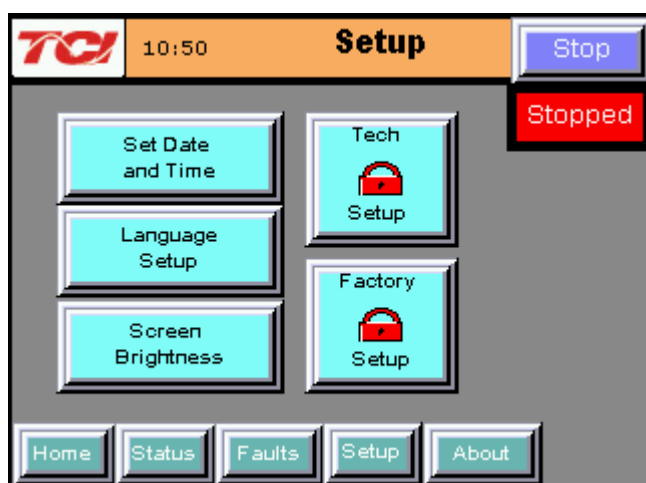 TCI 10:50 Setup Stop
Stopped
Set Date
and Time
Tech
Setup
Language
Setup
Factory
Setup
Screen
Brightness
Home Status Faults Setup About